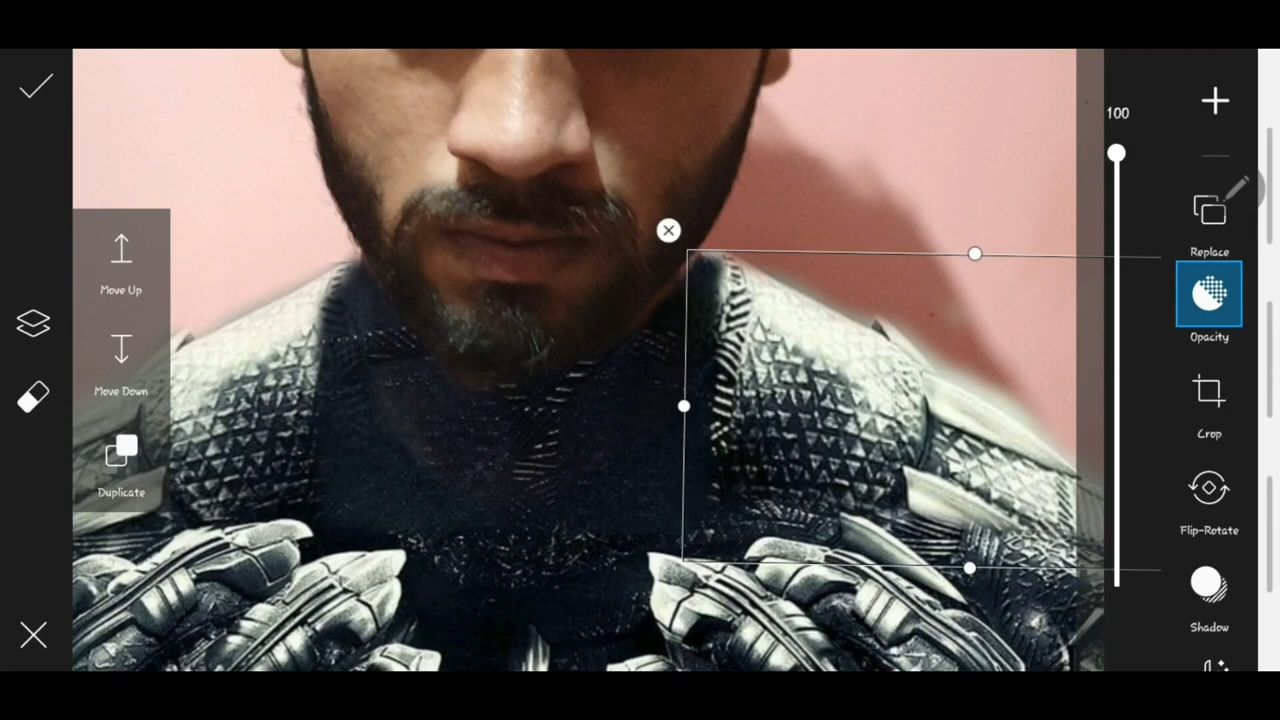 100
Replace
Opacity
Crop
Flip-Rotate
Shadow
Move Up
Move Down
Duplicate